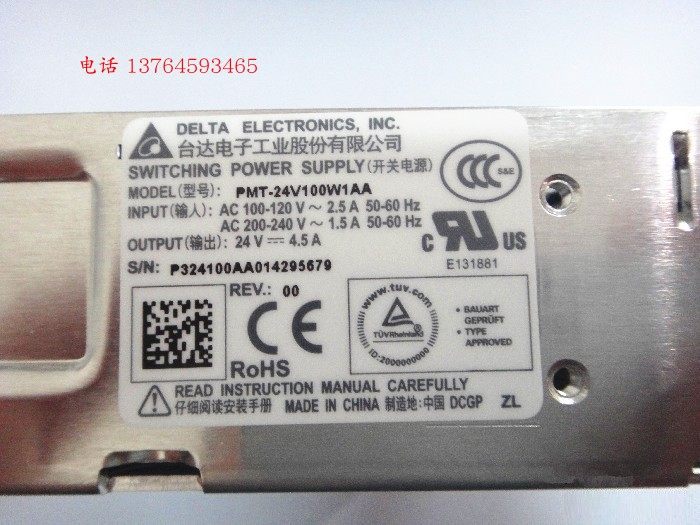 电话 13764593465
DELTA ELECTRONICS, INC.
台达电子工业股份有限公司
SWITCHING POWER SUPPLY(开关电源)
MODEL(型号): PMT-24V100W1AA
INPUT(输入): AC 100-120 V ~ 2.5 A 50-60 Hz
AC 200-240 V ~ 1.5 A 50-60 Hz
OUTPUT(输出): 24 V ⎓ 4.5 A
S/N: P324100AA014295679
CCC S&E
c RU US
E131881
REV.: 00
CE
RoHS
www.tuv.com
TÜVRheinland
ID:2000000000
• BAUART
GEPRÜFT
• TYPE
APPROVED
READ INSTRUCTION MANUAL CAREFULLY
仔细阅读安装手册 MADE IN CHINA 制造地:中国 DCGP ZL